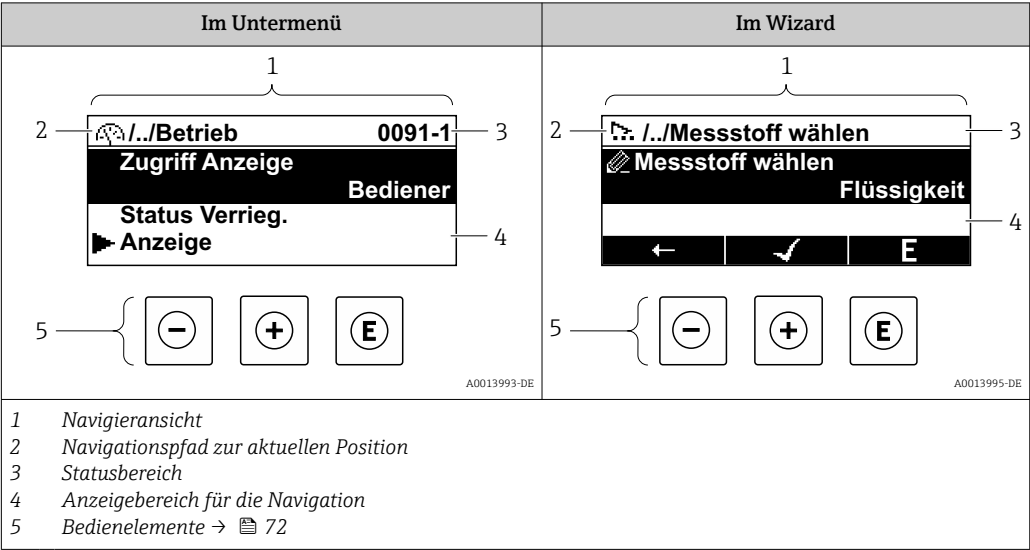 Im Untermenü
Im Wizard
1
2
/../Betrieb 0091-1
3
Zugriff Anzeige
Bediener
Status Verrieg.
Anzeige
4
5
E
A0013993-DE
1
2
/../Messstoff wählen
3
Messstoff wählen
Flüssigkeit
4
E
5
E
A0013995-DE
1 Navigieransicht
2 Navigationspfad zur aktuellen Position
3 Statusbereich
4 Anzeigebereich für die Navigation
5 Bedienelemente → 72